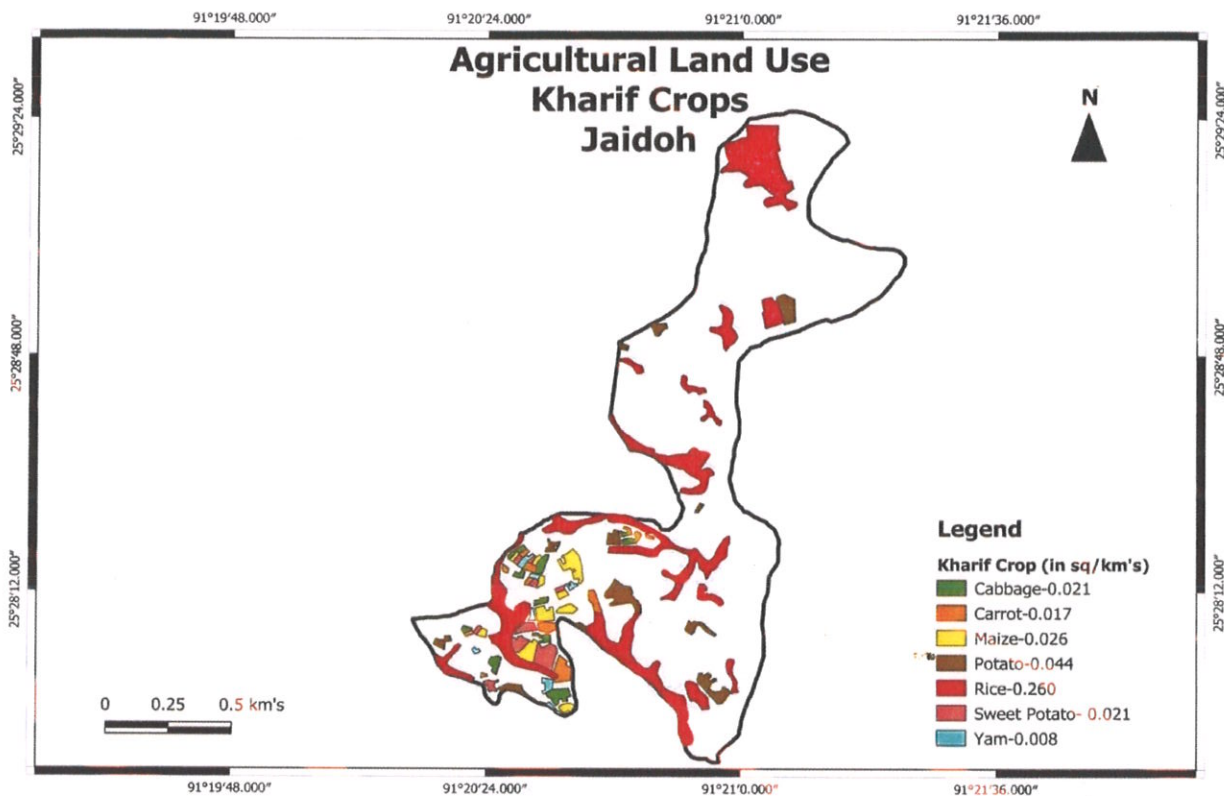 91°19'48.000" 91°20'24.000" 91°21'0.000" 91°21'36.000"
Agricultural Land Use
Kharif Crops
Jaidoh
N
25°29'24.000"
25°29'24.000"
25°28'48.000"
25°28'48.000"
25°28'12.000"
25°28'12.000"
Legend
Kharif Crop (in sq/km's)
Cabbage-0.021
Carrot-0.017
Maize-0.026
Potato-0.044
Rice-0.260
Sweet Potato- 0.021
Yam-0.008
0 0.25 0.5 km's
91°19'48.000" 91°20'24.000" 91°21'0.000" 91°21'36.000"